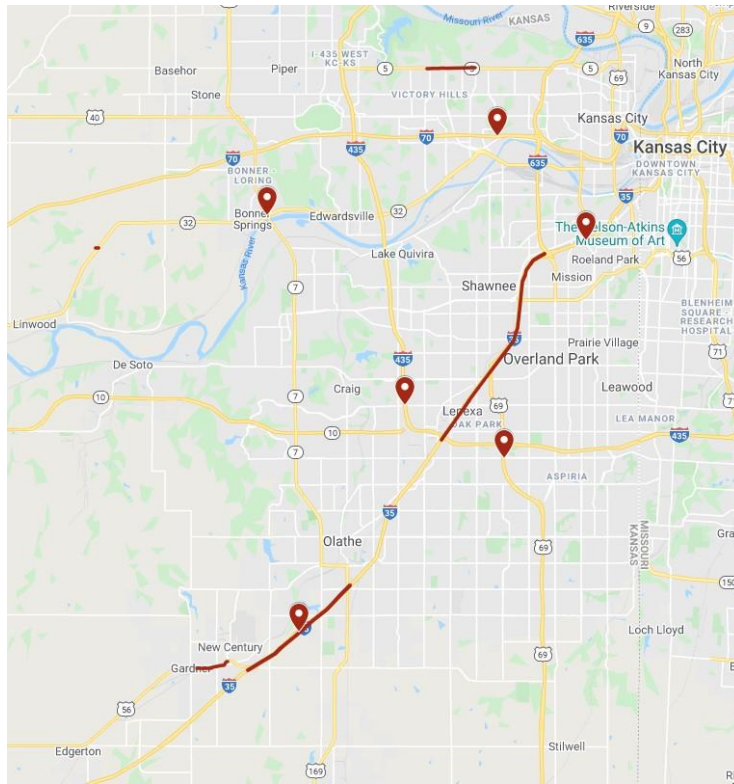 Missouri River
KANSAS
Riverside
9
283
635
I-435 WEST
KC-KS
Basehor
Piper
5
5
5
69
North
Kansas City
Stone
VICTORY HILLS
40
Kansas City
70
435
70
635
70
Kansas City
DOWNTOWN
KANSAS CITY
BONNER -
LORING
35
Bonner
Springs
Edwardsville
32
32
Museum of Art
56
Kansas River
Lake Quivira
Roeland Park
Mission
Shawnee
7
Linwood
BLENHEIM
SQUARE -
RESEARCH
HOSPITAL
Prairie Village
71
De Soto
435
Overland Park
Craig
Leawood
7
10
69
Lenexa
OAK PARK
LEA MANOR
10
435
7
ASPIRIA
35
Olathe
69
MISSOURI
KANSAS
150
Loch Lloyd
New Century
Gardner
69
35
56
Edgerton
Stilwell
169